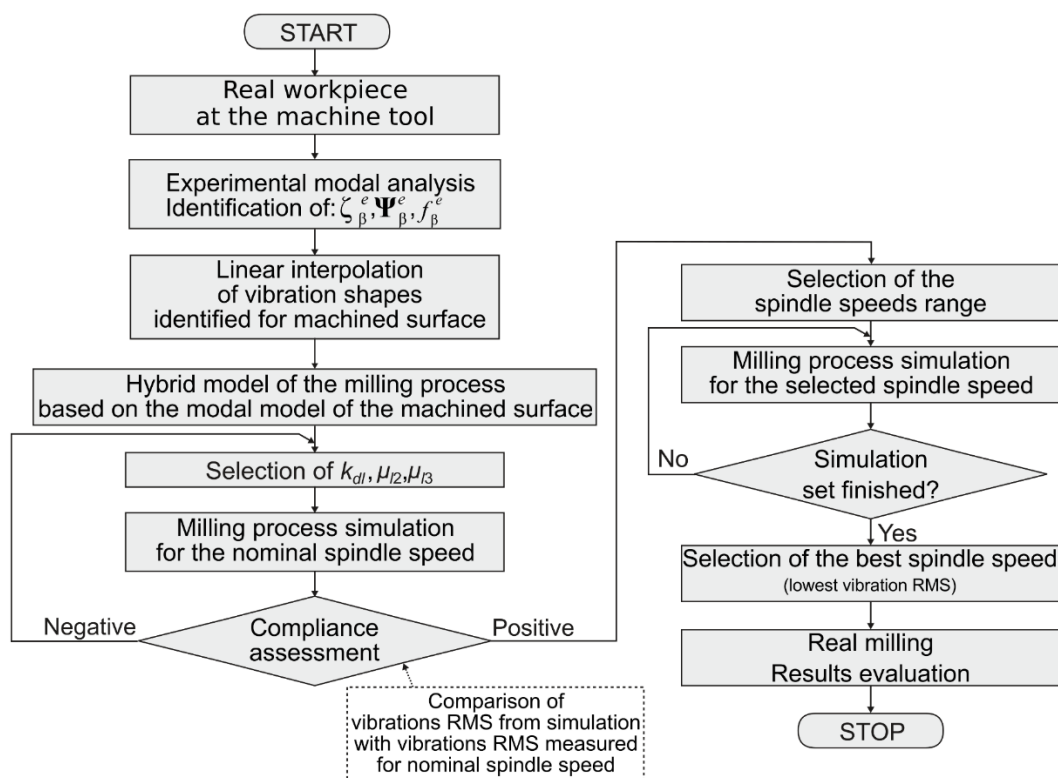 START
Real workpiece
at the machine tool
Experimental modal analysis
Identification of: ζ_β^e, Ψ_β^e, f_β^e
Linear interpolation
of vibration shapes
identified for machined surface
Hybrid model of the milling process
based on the modal model of the machined surface
Selection of k_dl, μ_l2, μ_l3
Milling process simulation
for the nominal spindle speed
Negative
Compliance
assessment
Positive
Comparison of
vibrations RMS from simulation
with vibrations RMS measured
for nominal spindle speed
Selection of the
spindle speeds range
Milling process simulation
for the selected spindle speed
No
Simulation
set finished?
Yes
Selection of the best spindle speed
(lowest vibration RMS)
Real milling
Results evaluation
STOP